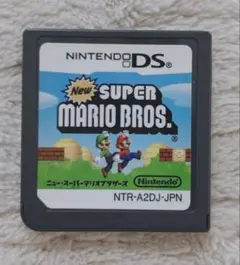 NINTENDO DS
New SUPER
MARIO BROS.
ニュー・スーパーマリオブラザーズ
Nintendo
NTR-A2DJ-JPN